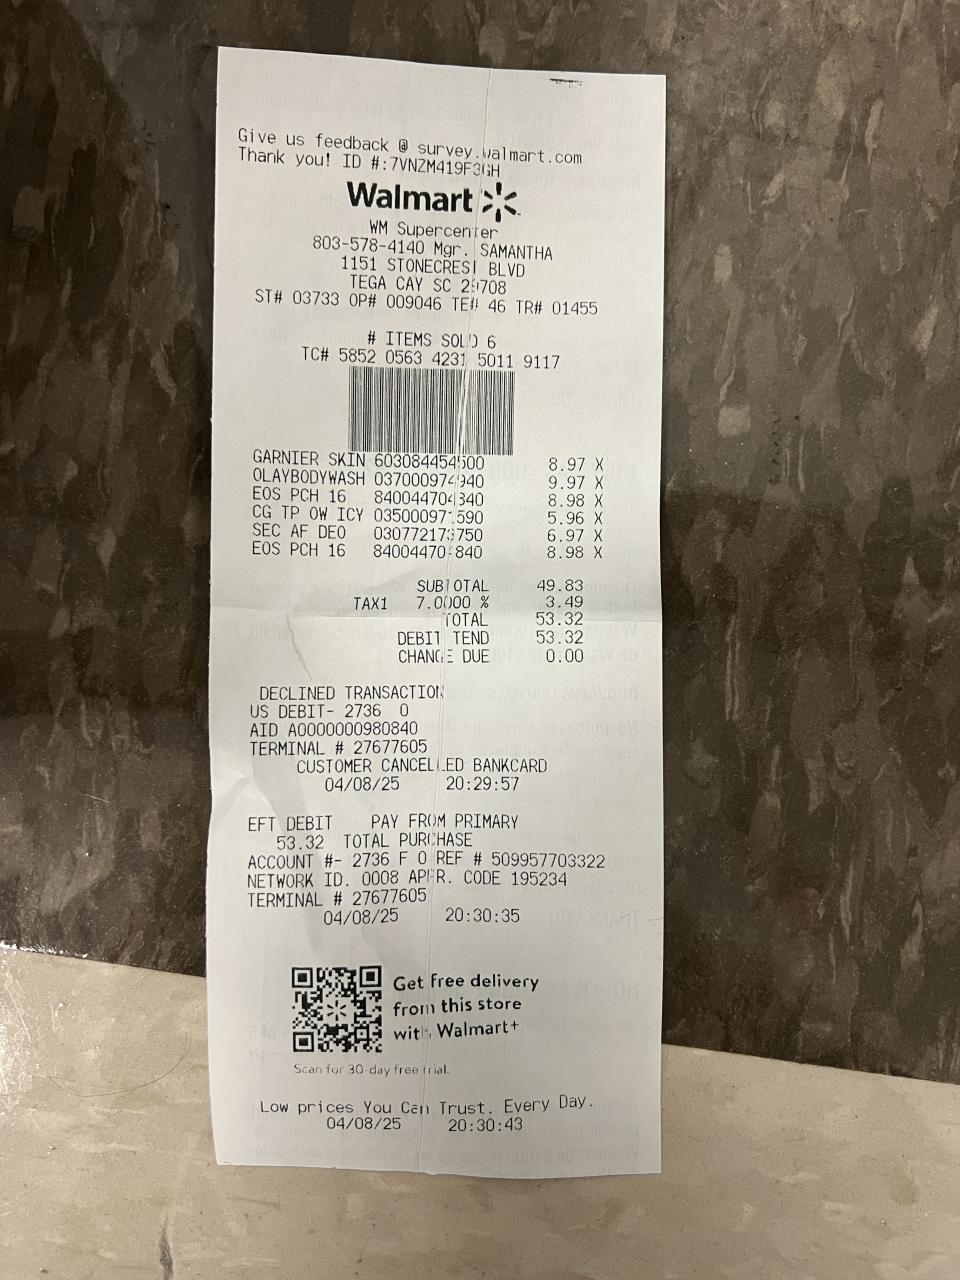 Give us feedback @ survey.walmart.com
Thank you! ID #:7VNZM419F3GH
Walmart
WM Supercenter
803-578-4140 Mgr. SAMANTHA
1151 STONECREST BLVD
TEGA CAY SC 29708
ST# 03733 OP# 009046 TE# 46 TR# 01455
# ITEMS SOLD 6
TC# 5852 0563 4231 5011 9117
GARNIER SKIN 603084454500 8.97 X
OLAYBODYWASH 9.97 X
EOS PCH 16 8.98 X
CG TP OW ICY 5.96 X
SEC AF DEO 6.97 X
EOS PCH 16 8.98 X
SUBTOTAL 49.83
TAX1 7.0000 % 3.49
TOTAL 53.32
DEBIT TEND 53.32
CHANGE DUE 0.00
DECLINED TRANSACTION
US DEBIT- 2736 0
AID A0000000980840
TERMINAL # 27677605
CUSTOMER CANCELLED BANKCARD
04/08/25 20:29:57
EFT DEBIT PAY FROM PRIMARY
53.32 TOTAL PURCHASE
ACCOUNT #- 2736 F 0 REF # 509957703322
NETWORK ID. 0008 APPR. CODE 195234
TERMINAL # 27677605
04/08/25 20:30:35
Get free delivery
from this store
with Walmart+
Scan for 30-day free trial.
Low prices You Can Trust. Every Day.
04/08/25 20:30:43